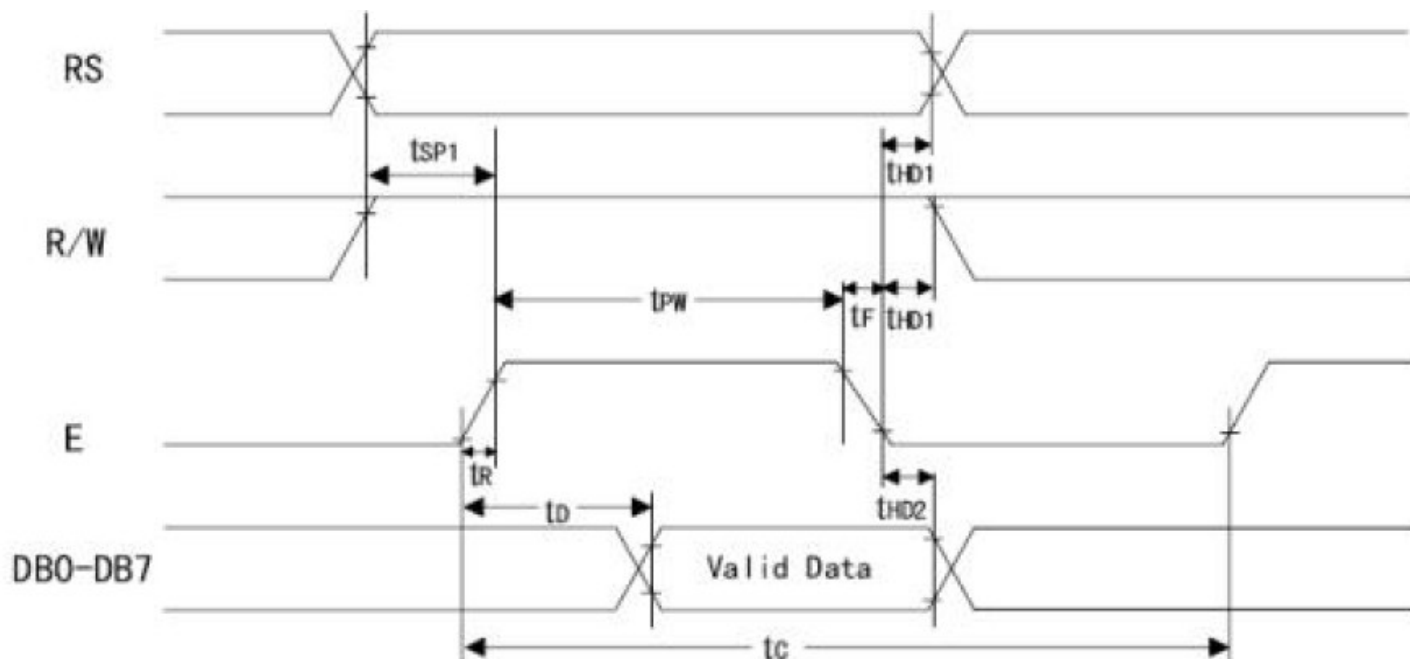 RS
tSP1
tHD1
R/W
tPW
tF
tHD1
E
tR
tD
tHD2
DB0-DB7
Valid Data
tC